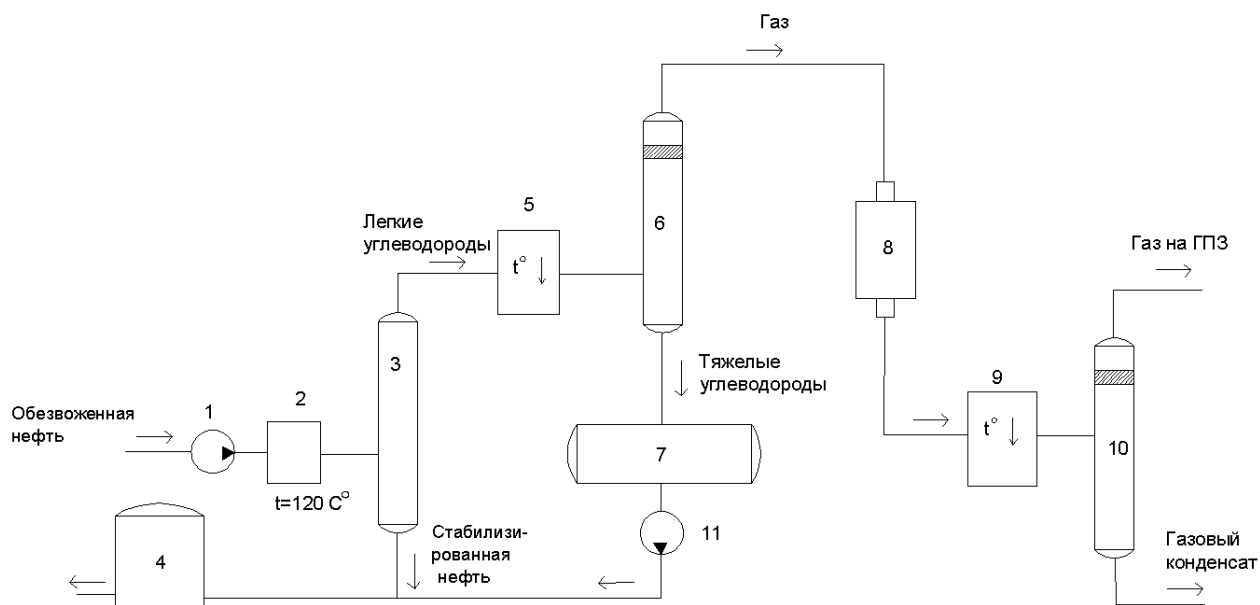 Газ
5
6
Легкие
углеводороды
t°
8
Газ на ГПЗ
3
Тяжелые
углеводороды
9
Обезвоженная
нефть
1
2
t°
10
7
t=120 C°
Стабилизи-
рованная
нефть
11
4
Газовый
конденсат